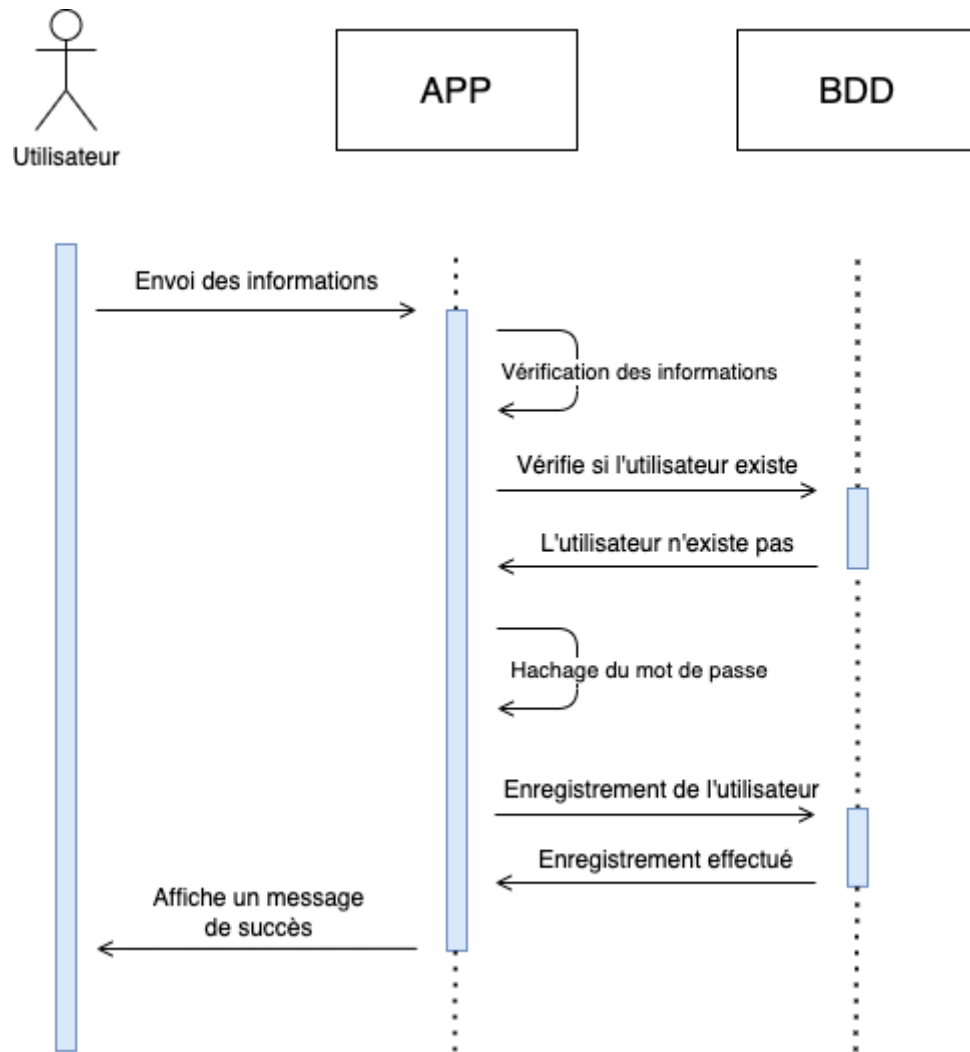 APP
BDD
Utilisateur
Envoi des informations
Vérification des informations
Vérifie si l'utilisateur existe
L'utilisateur n'existe pas
Hachage du mot de passe
Enregistrement de l'utilisateur
Enregistrement effectué
Affiche un message
de succès